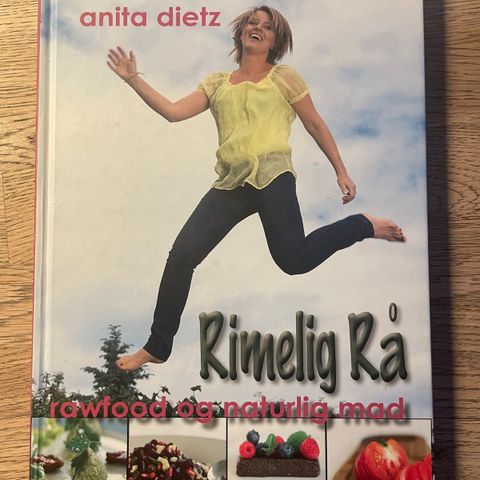 anita dietz
Rimelig Rå
rawfood og naturlig mad